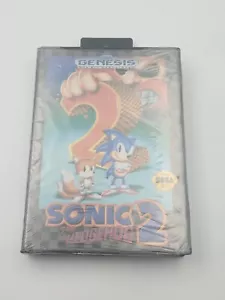 GENESIS
2
SEGA
SONIC
THE HEDGEHOG
2